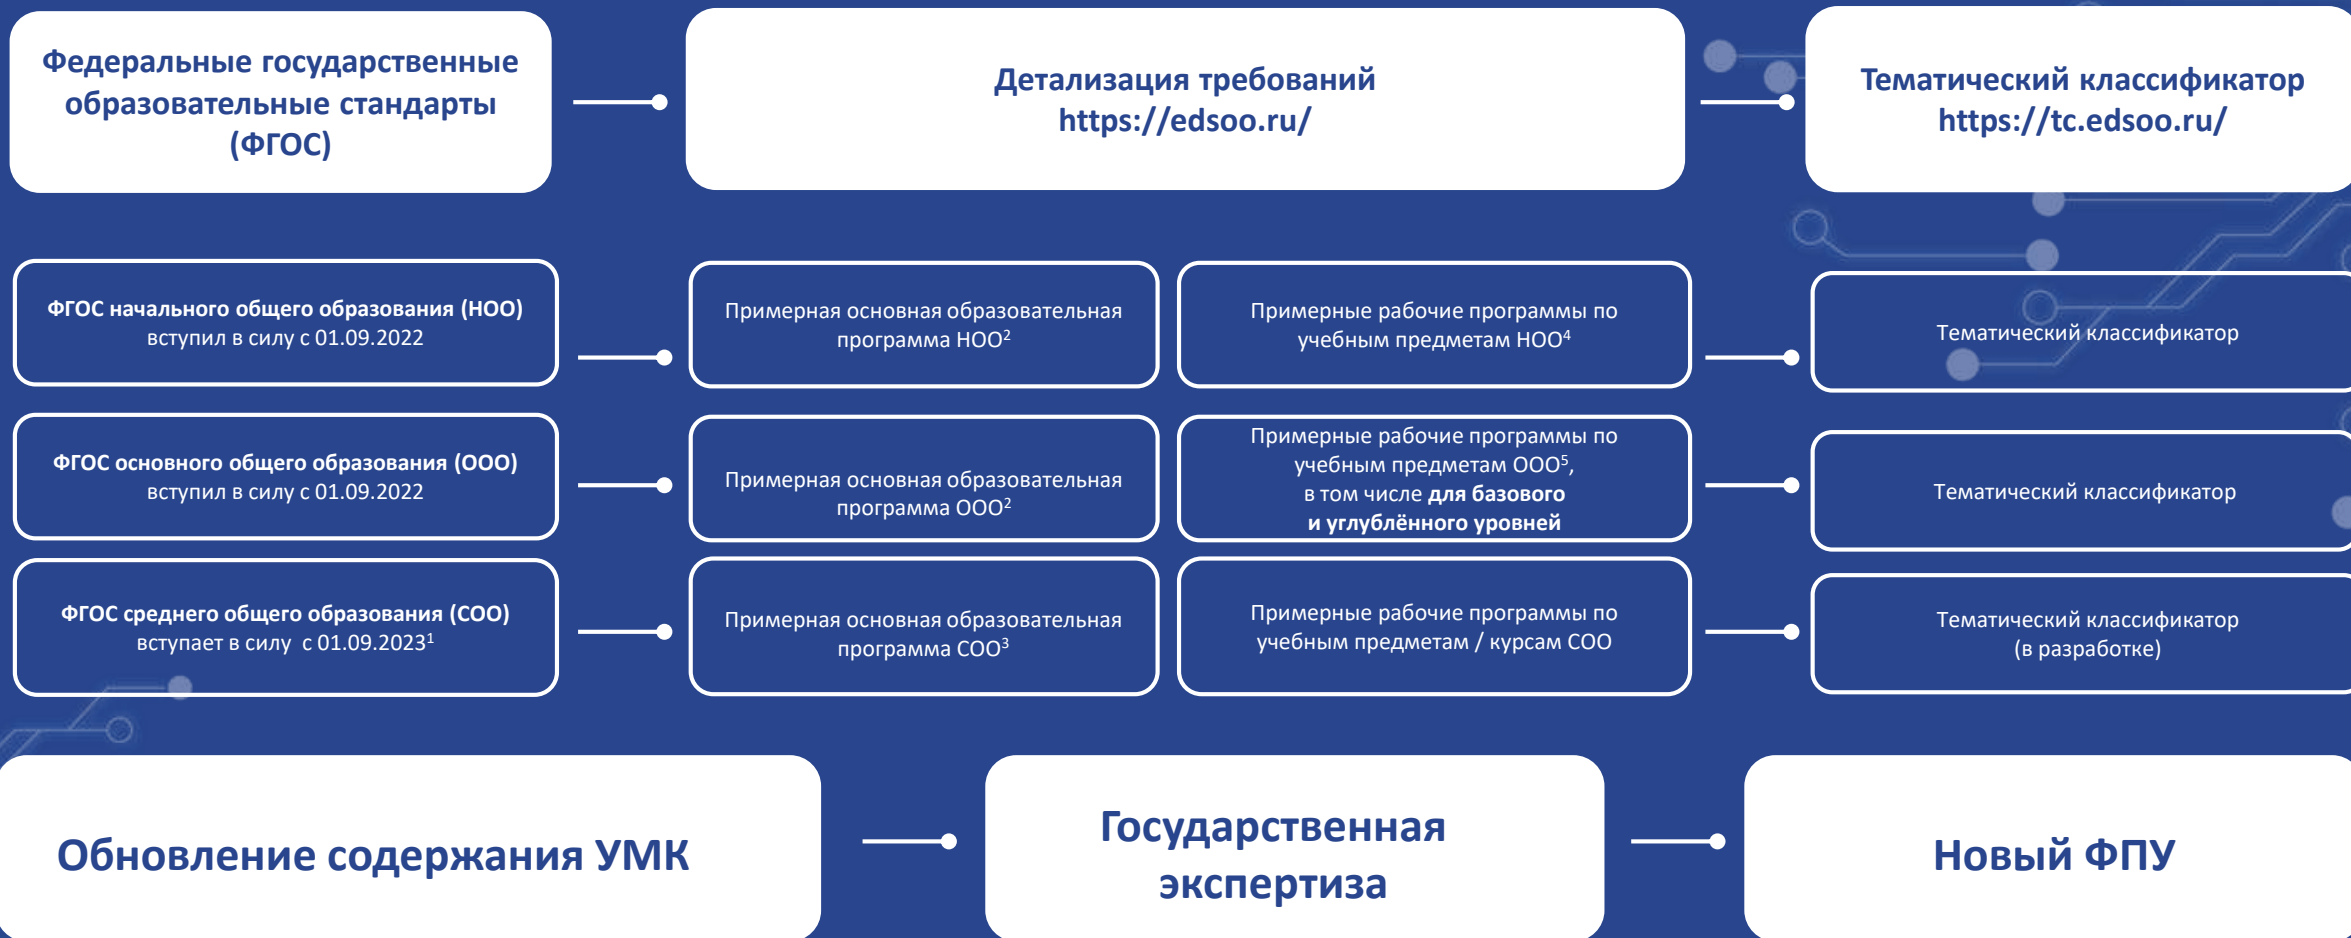 Федеральные государственные
образовательные стандарты
(ФГОС)
Детализация требований
https://edsoo.ru/
Тематический классификатор
https://tc.edsoo.ru/
ФГОС начального общего образования (НОО)
вступил в силу с 01.09.2022
Примерная основная образовательная
программа НОО²
Примерные рабочие программы по
учебным предметам НОО⁴
Тематический классификатор
ФГОС основного общего образования (ООО)
вступил в силу с 01.09.2022
Примерная основная образовательная
программа ООО²
Примерные рабочие программы по
учебным предметам ООО⁵,
в том числе для базового
и углублённого уровней
Тематический классификатор
ФГОС среднего общего образования (СОО)
вступает в силу с 01.09.2023¹
Примерная основная образовательная
программа СОО³
Примерные рабочие программы по
учебным предметам / курсам СОО
Тематический классификатор
(в разработке)
Обновление содержания УМК
Государственная
экспертиза
Новый ФПУ